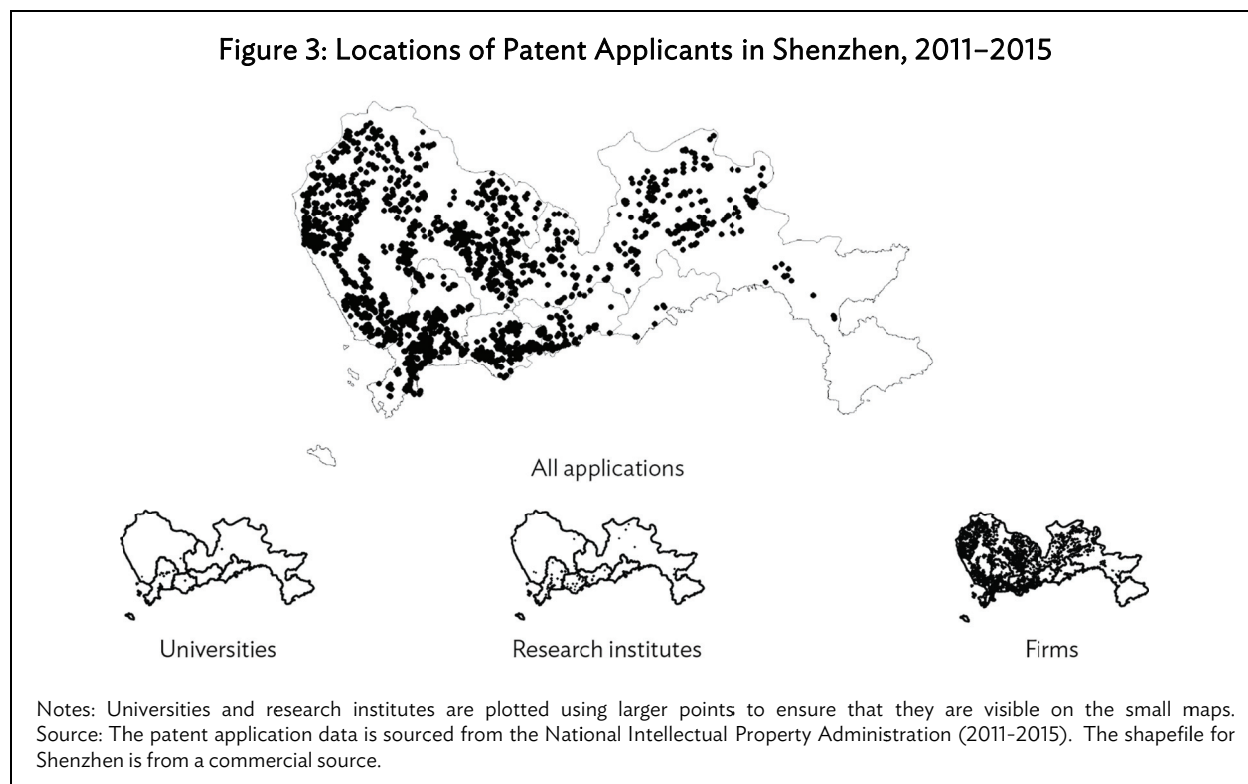 Figure 3: Locations of Patent Applicants in Shenzhen, 2011–2015
All applications
Universities
Research institutes
Firms
Notes: Universities and research institutes are plotted using larger points to ensure that they are visible on the small maps.
Source: The patent application data is sourced from the National Intellectual Property Administration (2011-2015). The shapefile for
Shenzhen is from a commercial source.